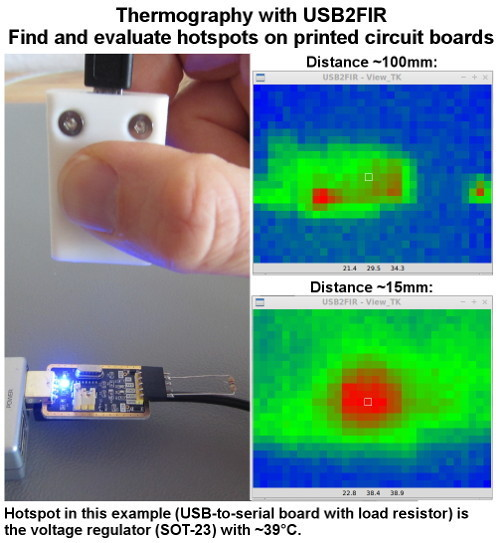 Thermography with USB2FIR
Find and evaluate hotspots on printed circuit boards
Distance ~100mm:
USB2FIR - View_TK
21.4 29.5 34.3
Distance ~15mm:
USB2FIR - View_TK
22.8 38.4 38.9
POWER
Hotspot in this example (USB-to-serial board with load resistor) is
the voltage regulator (SOT-23) with ~39°C.